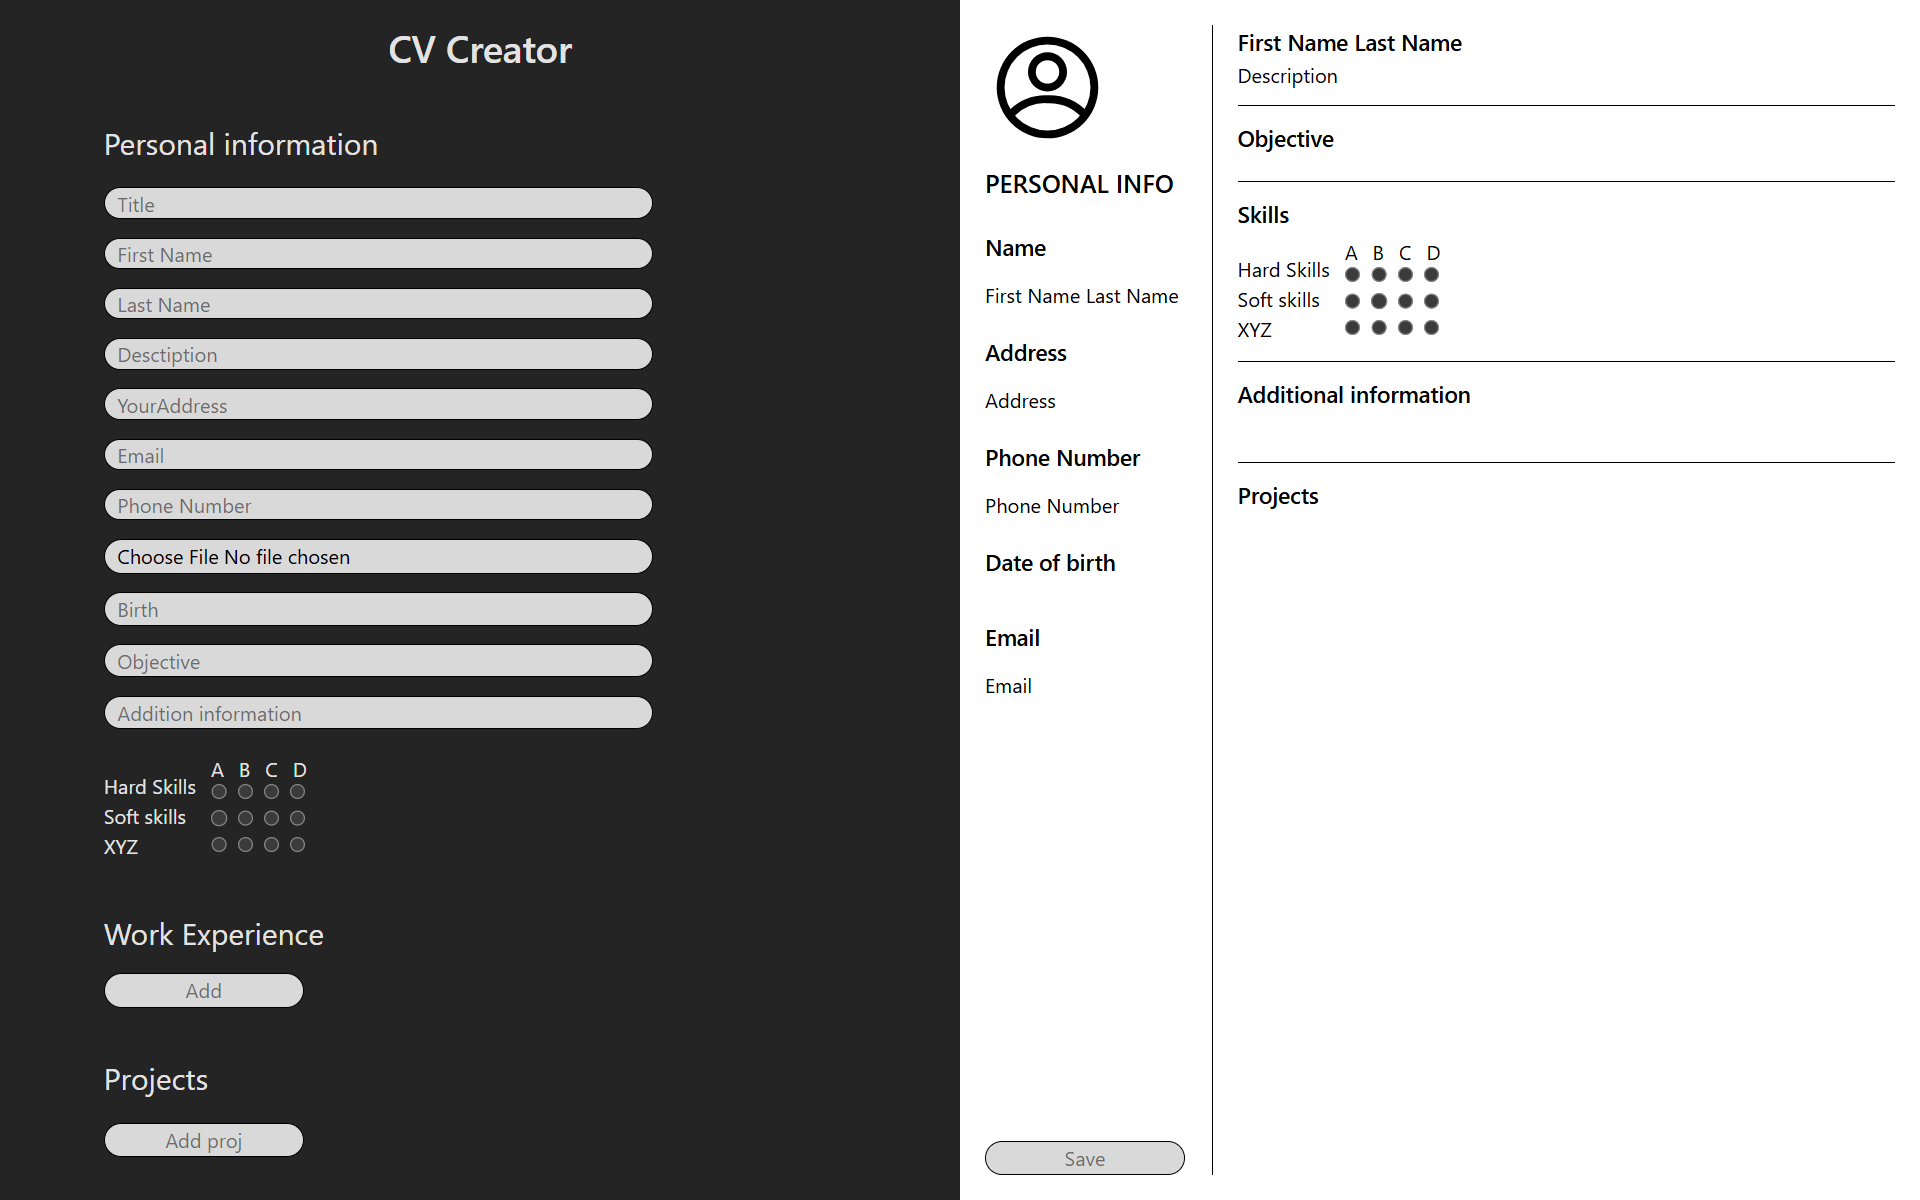 CV Creator
Personal information
Title
First Name
Last Name
Desctiption
YourAddress
Email
Phone Number
Choose File No file chosen
Birth
Objective
Addition information
A B C D
Hard Skills
Soft skills
XYZ
Work Experience
Add
Projects
Add proj
PERSONAL INFO
Name
First Name Last Name
Address
Address
Phone Number
Phone Number
Date of birth
Email
Email
Save
First Name Last Name
Description
Objective
Skills
A B C D
Hard Skills
Soft skills
XYZ
Additional information
Projects